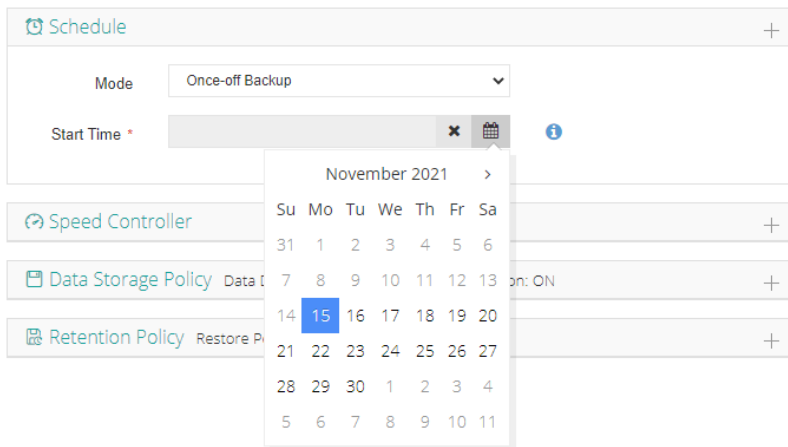 Schedule
Mode Once-off Backup
Start Time *
November 2021
Su Mo Tu We Th Fr Sa
31 1 2 3 4 5 6
7 8 9 10 11 12 13
14 15 16 17 18 19 20
21 22 23 24 25 26 27
28 29 30 1 2 3 4
5 6 7 8 9 10 11
Speed Controller
Data Storage Policy Data on: ON
Retention Policy Restore